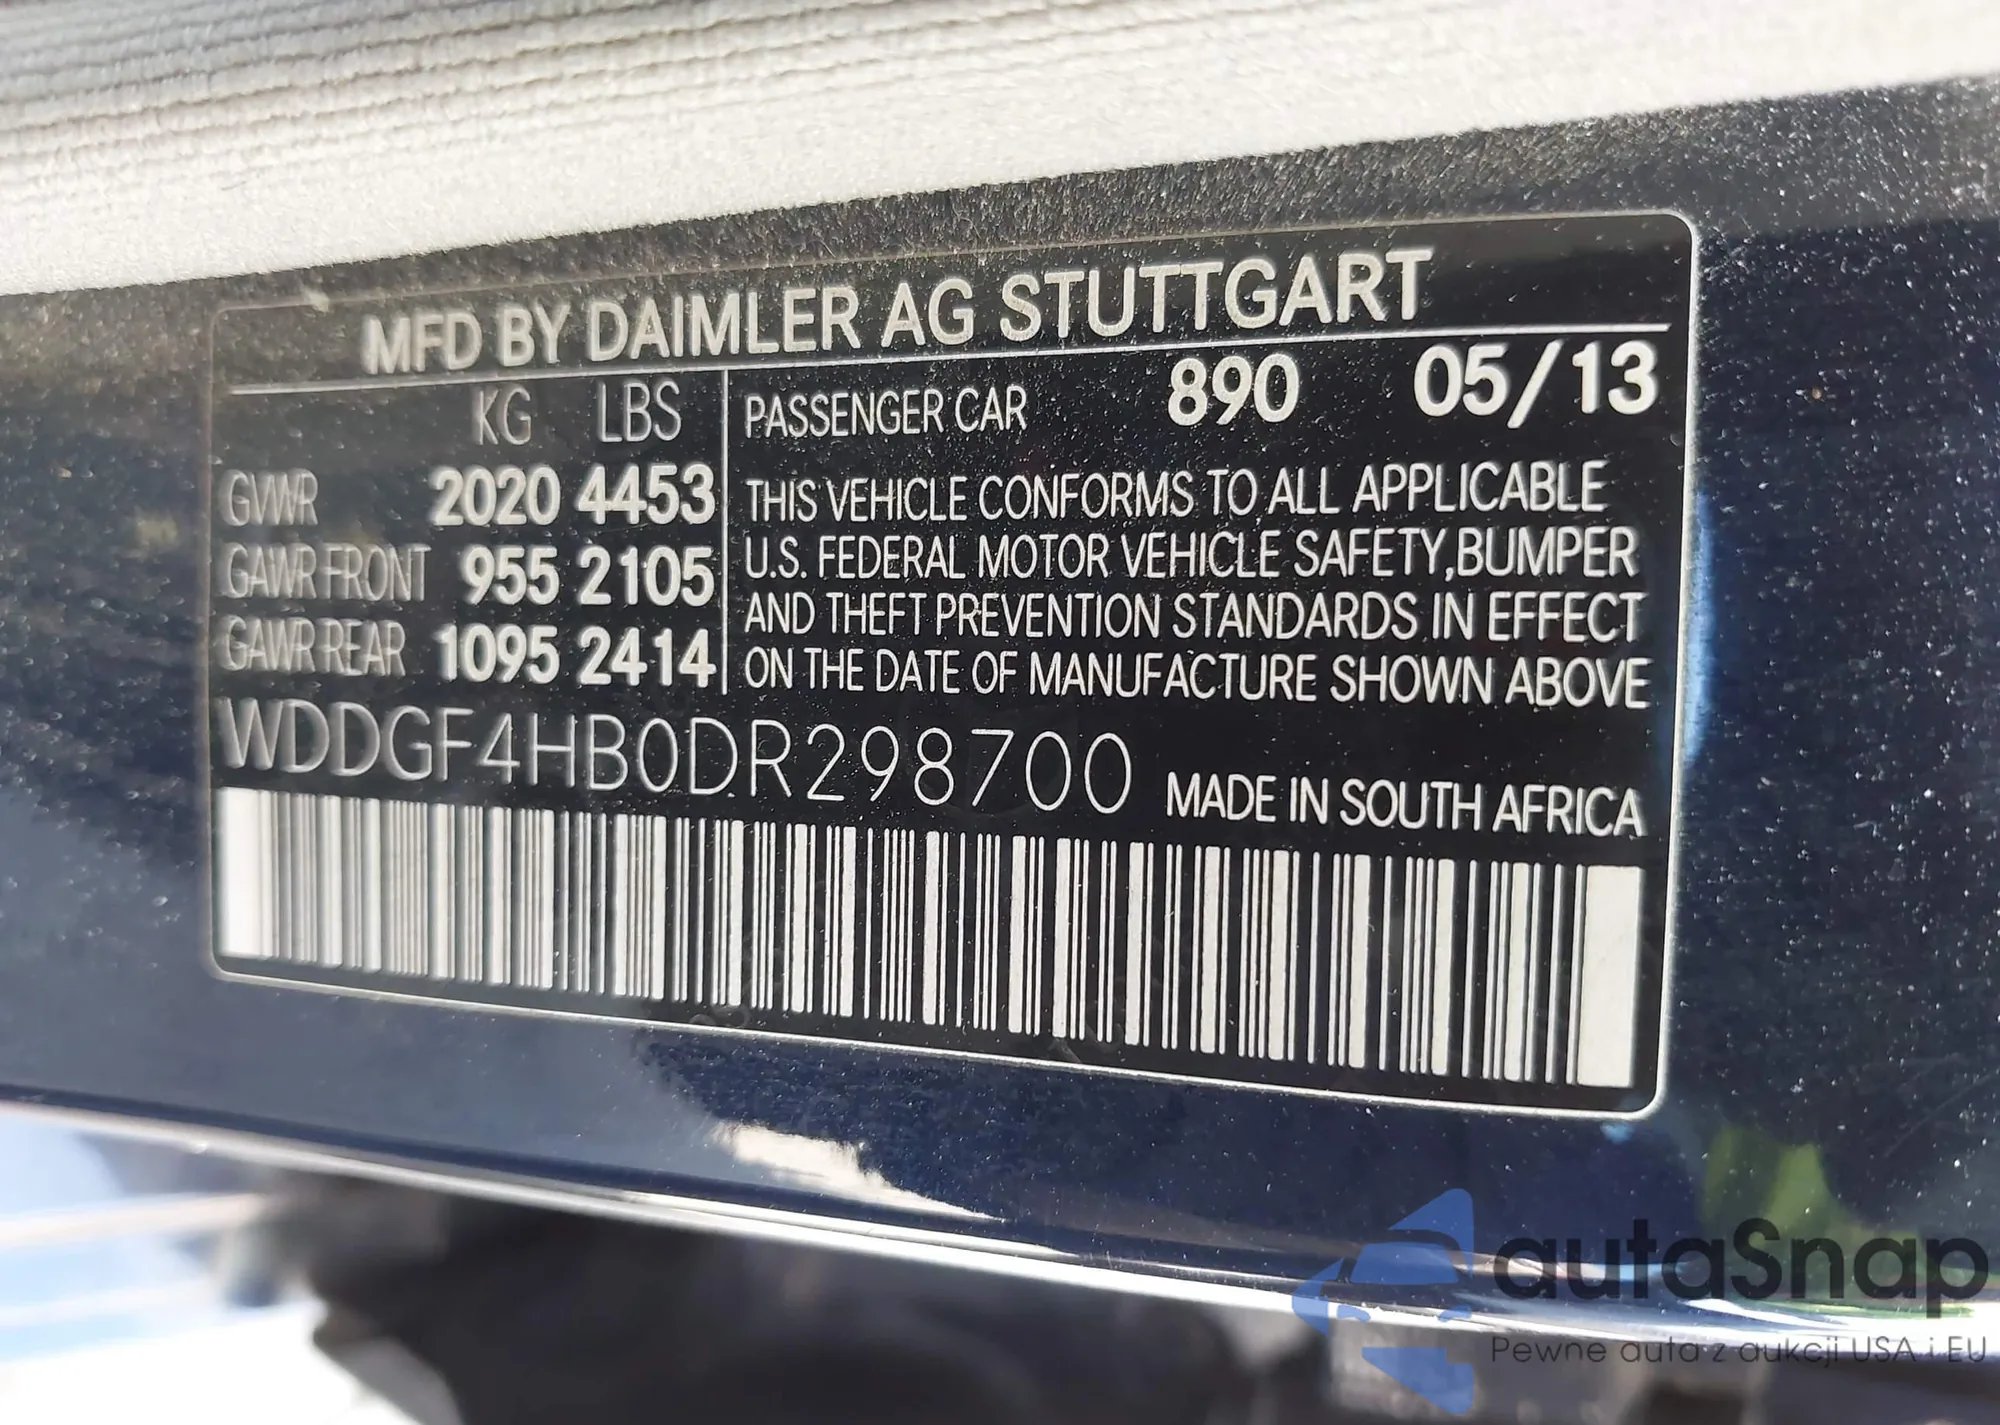 MFD BY DAIMLER AG STUTTGART
KG LBS
GVWR 2020 4453
GAWR FRONT 955 2105
GAWR REAR 1095 2414
PASSENGER CAR 890 05/13
THIS VEHICLE CONFORMS TO ALL APPLICABLE
U.S. FEDERAL MOTOR VEHICLE SAFETY,BUMPER
AND THEFT PREVENTION STANDARDS IN EFFECT
ON THE DATE OF MANUFACTURE SHOWN ABOVE
WDDGF4HB0DR298700 MADE IN SOUTH AFRICA
autaSnap
Pewne auta z aukcji USA i EU